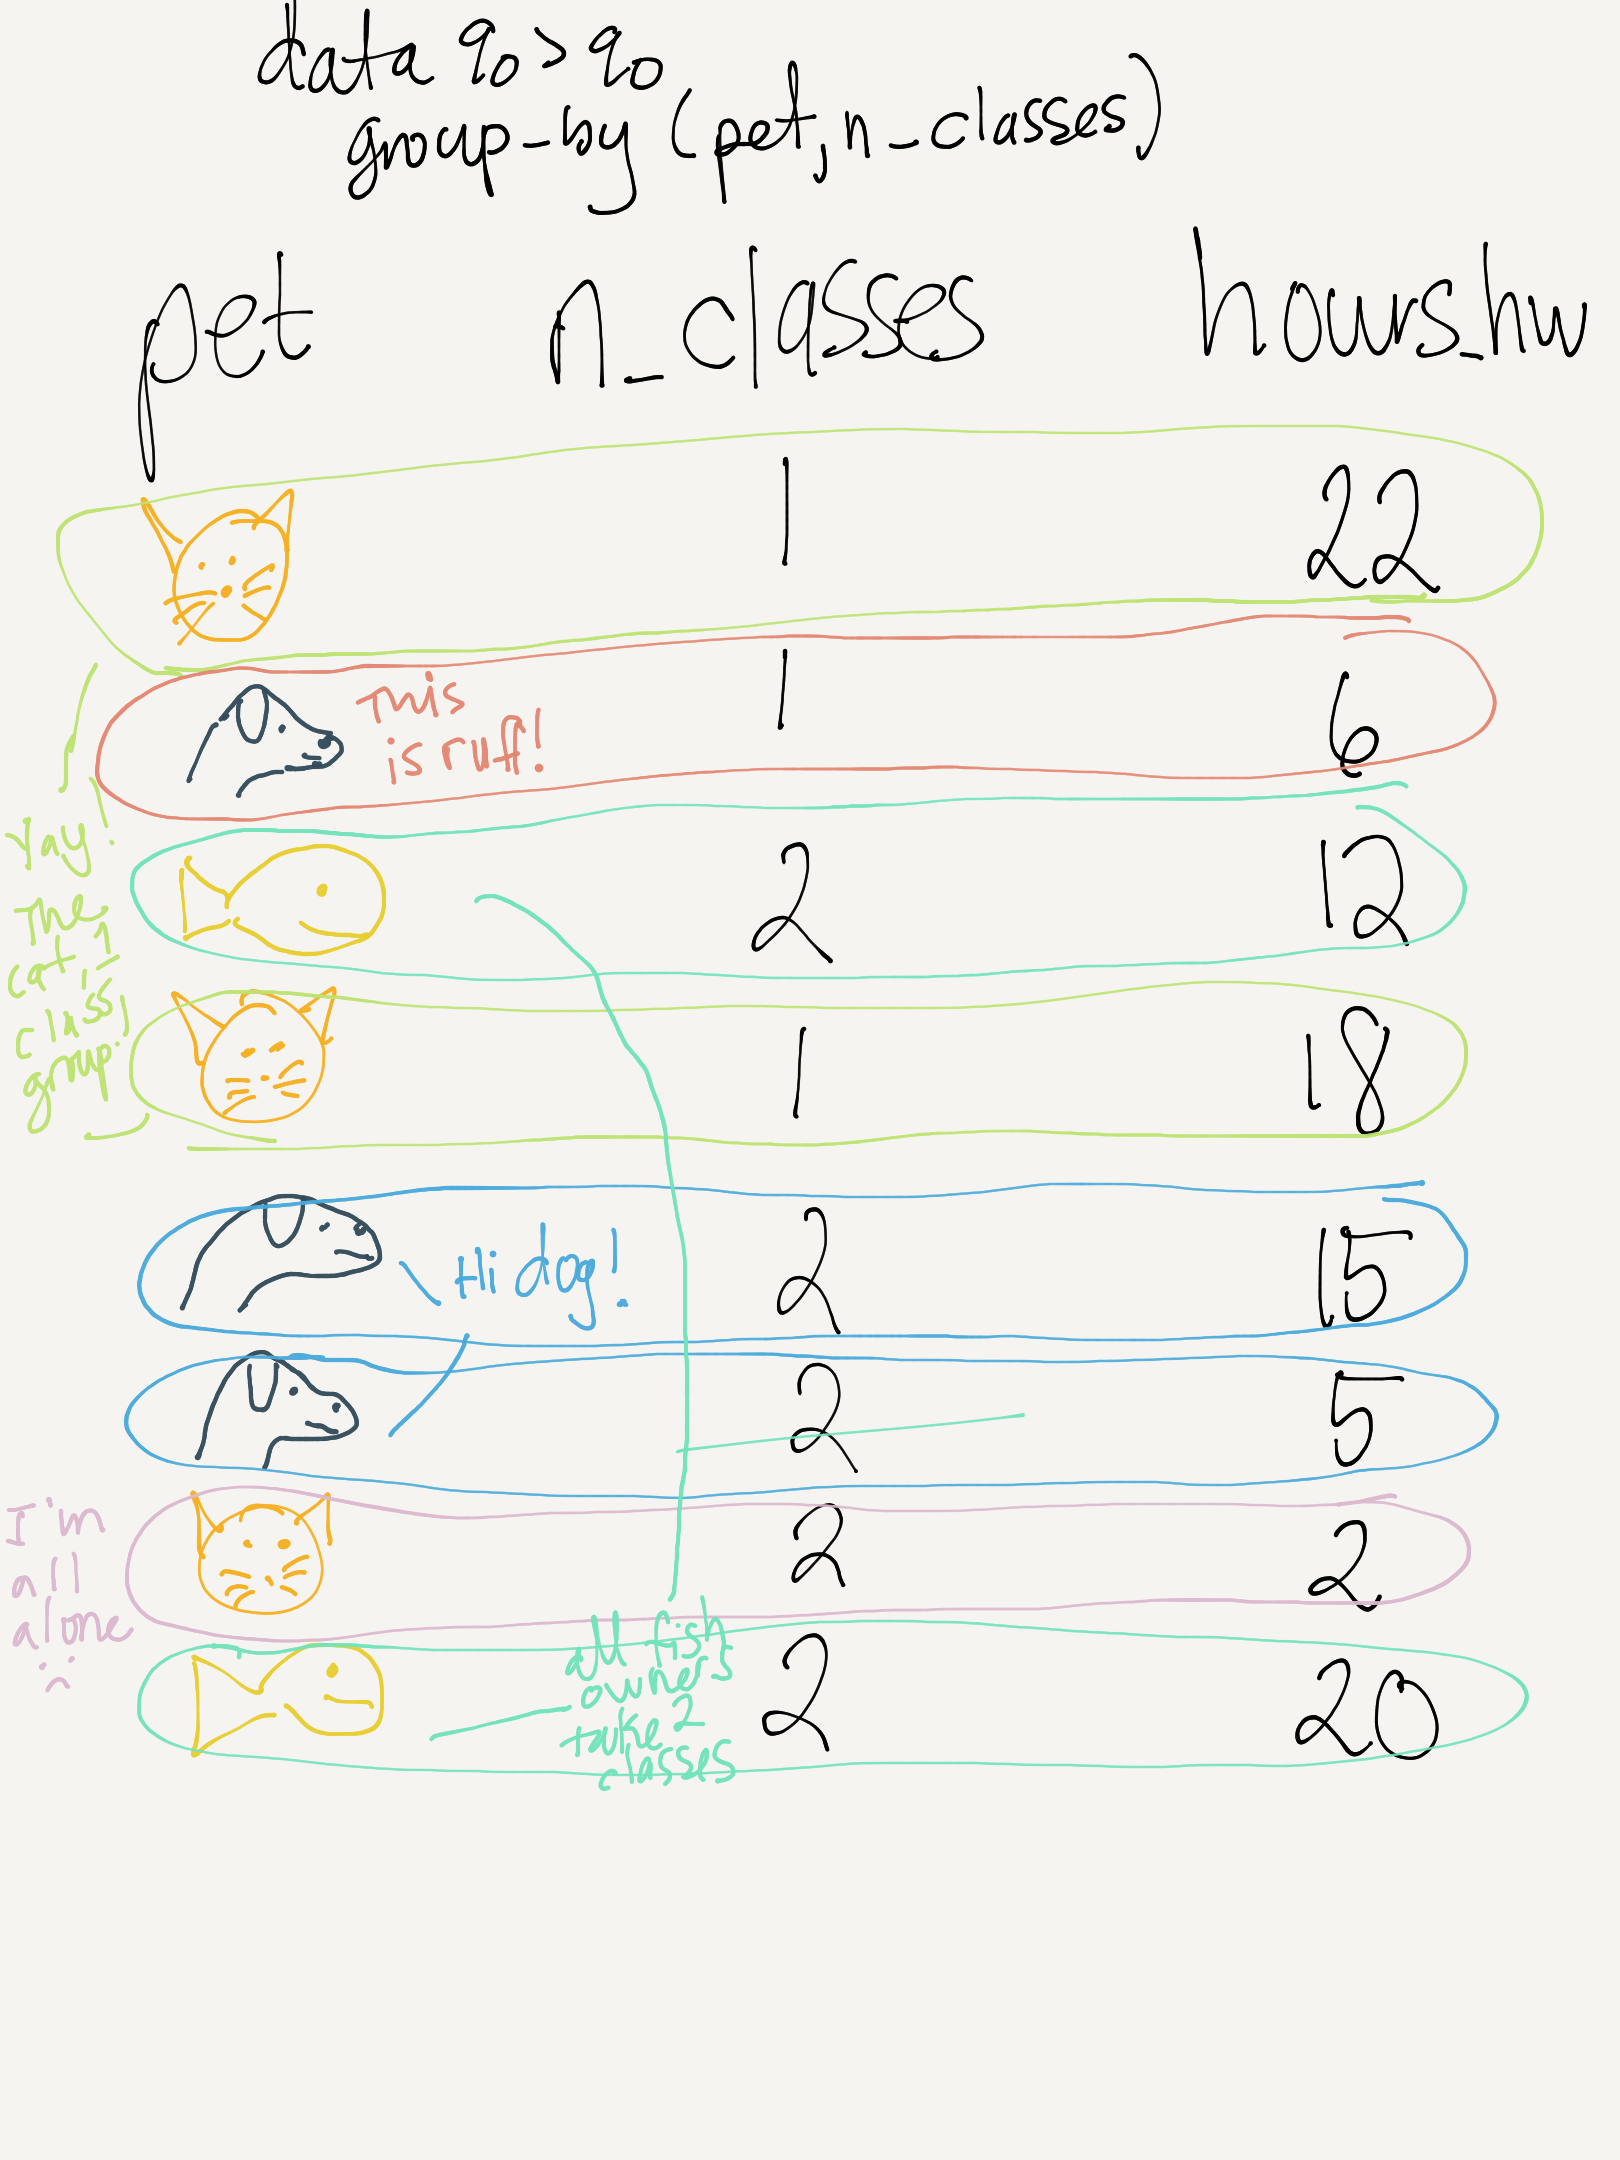 data %>%
group_by (pet, n_classes)
pet n_classes hours_hw
1 22
This
is ruff!
1 6
Yay!
The
cat, 1
class
group!
2 12
1 18
Hi dog!
2 15
2 5
I'm
all
alone
:(
2 2
all fish
owners
take 2
classes
2 20